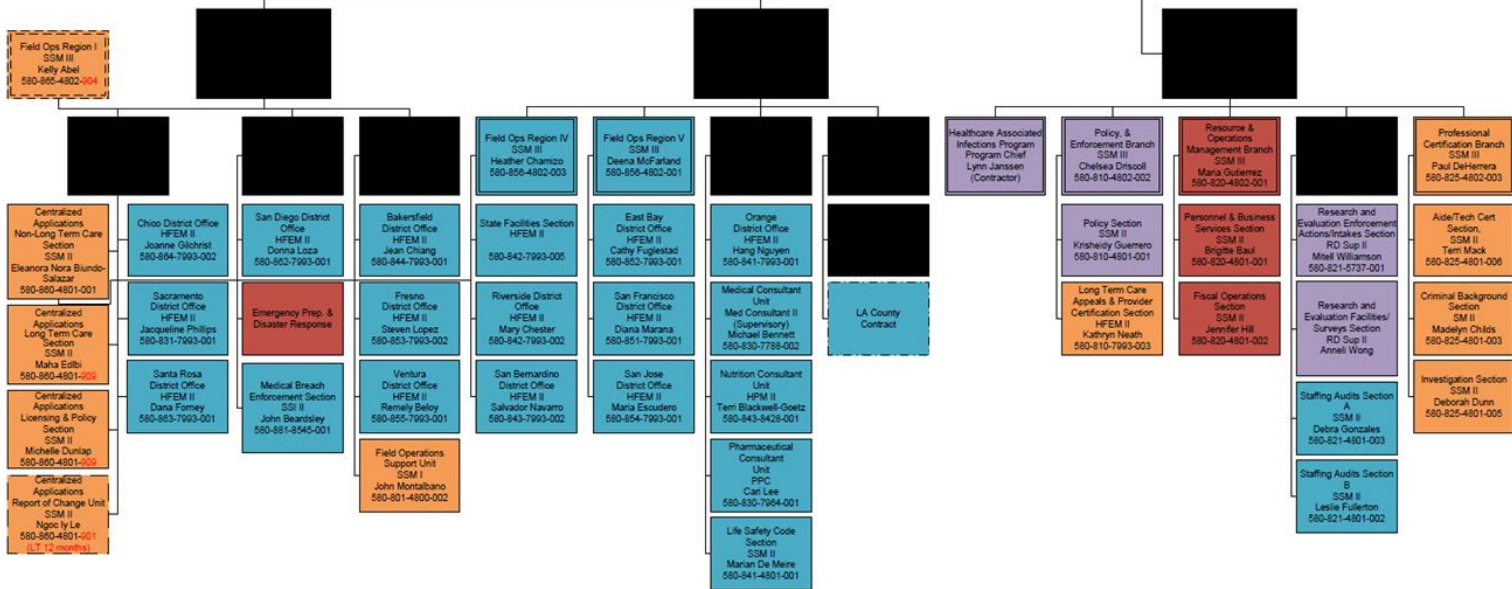 Field Ops Region I
SSM III
Kelly Abel
580-865-4802-904
Centralized
Applications
Non-Long Term Care
Section
SSM II
Eleanora Nora Biundo-
Salazar
580-860-4801-001
Centralized
Applications
Long Term Care
Section
SSM II
Maha Edlbi
580-860-4801-909
Centralized
Applications
Licensing & Policy
Section
SSM II
Michelle Dunlap
580-860-4801-909
Centralized
Applications
Report of Change Unit
SSM II
Ngoc ly Le
580-860-4801-901
(LT 12 months)
Chico District Office
HFEM II
Joanne Gilchrist
580-864-7993-002
Sacramento
District Office
HFEM II
Jacqueline Phillips
580-831-7993-001
Santa Rosa
District Office
HFEM II
Dana Forney
580-863-7993-001
San Diego District
Office
HFEM II
Donna Loza
580-862-7993-001
Emergency Prep. &
Disaster Response
Medical Breach
Enforcement Section
SSI II
John Beardsley
580-881-8545-001
Bakersfield
District Office
HFEM II
Jean Chiang
580-844-7993-001
Fresno
District Office
HFEM II
Steven Lopez
580-853-7993-002
Ventura
District Office
HFEM II
Remely Beloy
580-855-7993-001
Field Operations
Support Unit
SSM I
John Montalbano
580-801-4800-002
Field Ops Region IV
SSM III
Heather Chamizo
580-856-4802-003
State Facilities Section
HFEM II
580-842-7993-005
Riverside District
Office
HFEM II
Mary Chester
580-842-7993-002
San Bernardino
District Office
HFEM II
Salvador Navarro
580-843-7993-002
Field Ops Region V
SSM III
Deena McFarland
580-856-4802-001
East Bay
District Office
HFEM II
Cathy Fuglestad
580-852-7993-001
San Francisco
District Office
HFEM II
Diana Marana
580-851-7993-001
San Jose
District Office
HFEM II
Maria Escudero
580-854-7993-001
Orange
District Office
HFEM II
Hang Nguyen
580-841-7993-001
Medical Consultant
Unit
Med Consultant II
(Supervisory)
Michael Bennett
580-830-7788-002
Nutrition Consultant
Unit
HPM II
Terri Blackwell-Goetz
580-843-8428-001
Pharmaceutical
Consultant
Unit
PPC
Cari Lee
580-830-7964-001
Life Safety Code
Section
SSM II
Marian De Meire
580-841-4801-001
LA County
Contract
Healthcare Associated
Infections Program
Program Chief
Lynn Janssen
(Contractor)
Policy, &
Enforcement Branch
SSM III
Chelsea Driscoll
580-810-4802-002
Policy Section
SSM II
Krisheidy Guerrero
580-810-4801-001
Long Term Care
Appeals & Provider
Certification Section
HFEM II
Kathryn Neath
580-810-7993-003
Resource &
Operations
Management Branch
SSM III
Maria Gutierrez
580-820-4802-001
Personnel & Business
Services Section
SSM II
Brigitte Baul
580-820-4801-001
Fiscal Operations
Section
SSM II
Jennifer Hill
580-820-4801-002
Research and
Evaluation Enforcement
Actions/Intakes Section
RD Sup II
Mitell Williamson
580-821-5737-001
Research and
Evaluation Facilities/
Surveys Section
RD Sup II
Anneli Wong
Staffing Audits Section
A
SSM II
Debra Gonzales
580-821-4801-003
Staffing Audits Section
B
SSM II
Leslie Fullerton
580-821-4801-002
Professional
Certification Branch
SSM III
Paul DeHerrera
580-825-4802-003
Aide/Tech Cert
Section,
SSM II
Terri Mack
580-825-4801-006
Criminal Background
Section
SM II
Madelyn Childs
580-825-4801-003
Investigation Section
SSM II
Deborah Dunn
580-825-4801-005